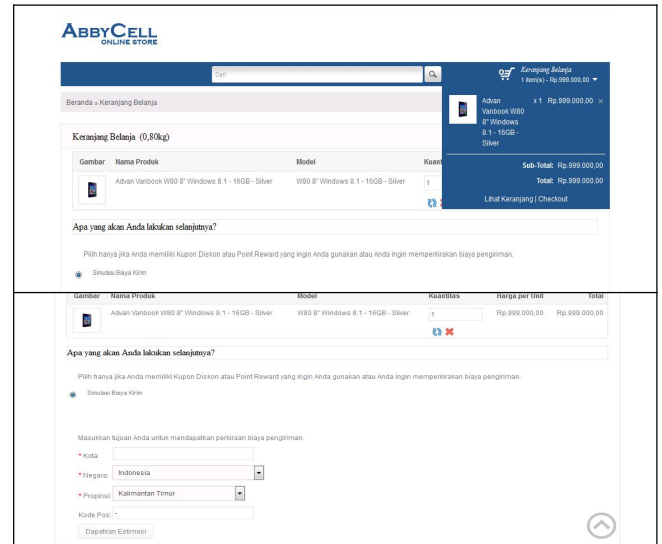 ABBYCELL
ONLINE STORE
Cari
Keranjang Belanja
1 item(s) - Rp.999.000,00
Beranda » Keranjang Belanja
Advan Vanbook W80 8" Windows 8.1 - 16GB - Silver x 1 Rp.999.000,00 ×
Sub-Total: Rp.999.000,00
Total: Rp.999.000,00
Lihat Keranjang | Checkout
Keranjang Belanja (0,80kg)
Gambar Nama Produk Model Kuant
Advan Vanbook W80 8" Windows 8.1 - 16GB - Silver W80 8" Windows 8.1 - 16GB - Silver 1
Apa yang akan Anda lakukan selanjutnya?
Pilih hanya jika Anda memiliki Kupon Diskon atau Point Reward yang ingin Anda gunakan atau Anda ingin memperkirakan biaya pengiriman.
Simulasi Biaya Kirim
Gambar Nama Produk Model Kuantitas Harga per Unit Total
Advan Vanbook W80 8" Windows 8.1 - 16GB - Silver W80 8" Windows 8.1 - 16GB - Silver 1 Rp.999.000,00 Rp.999.000,00
Apa yang akan Anda lakukan selanjutnya?
Pilih hanya jika Anda memiliki Kupon Diskon atau Point Reward yang ingin Anda gunakan atau Anda ingin memperkirakan biaya pengiriman.
Simulasi Biaya Kirim
Masukkan tujuan Anda untuk mendapatkan perkiraan biaya pengiriman.
* Kota:
* Negara: Indonesia
* Propinsi: Kalimantan Timur
Kode Pos: -
Dapatkan Estimasi